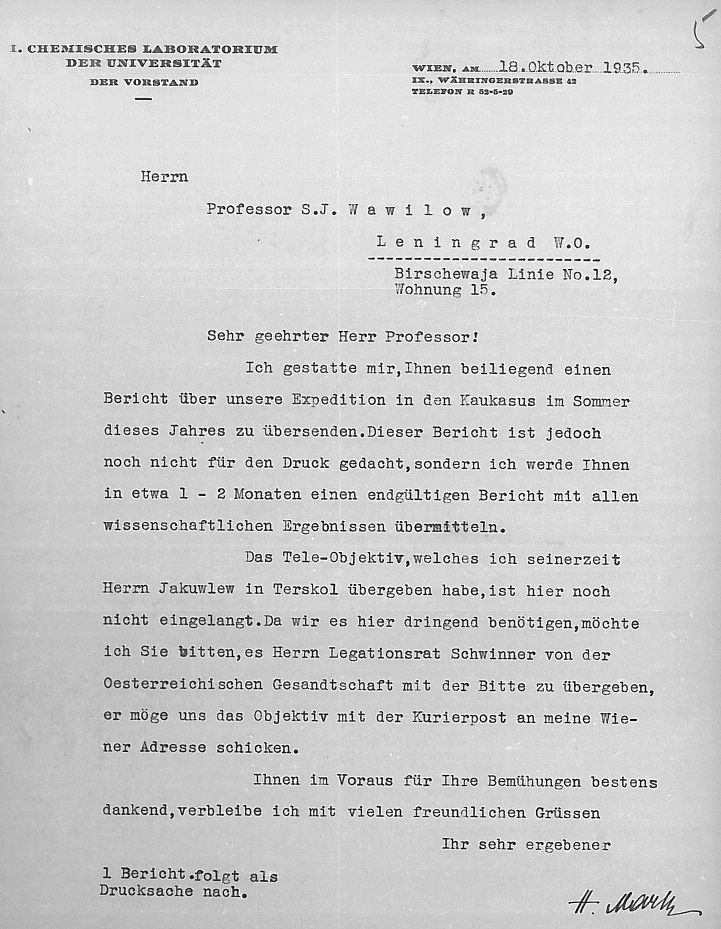 5
I. CHEMISCHES LABORATORIUM
DER UNIVERSITÄT
DER VORSTAND
WIEN, AM 18.Oktober 1935.
IX., WÄHRINGERSTRASSE 42
TELEFON R 52-5-29
Herrn
Professor S.J. W a w i l o w ,
L e n i n g r a d W.O.
Birschewaja Linie No.12,
Wohnung 15.
Sehr geehrter Herr Professor!
Ich gestatte mir,Ihnen beiliegend einen
Bericht über unsere Expedition in den Kaukasus im Sommer
dieses Jahres zu übersenden.Dieser Bericht ist jedoch
noch nicht für den Druck gedacht,sondern ich werde Ihnen
in etwa 1 - 2 Monaten einen endgültigen Bericht mit allen
wissenschaftlichen Ergebnissen übermitteln.
Das Tele-Objektiv,welches ich seinerzeit
Herrn Jakuwlew in Terskol übergeben habe,ist hier noch
nicht eingelangt.Da wir es hier dringend benötigen,möchte
ich Sie bitten,es Herrn Legationsrat Schwinner von der
Oesterreichischen Gesandtschaft mit der Bitte zu übergeben,
er möge uns das Objektiv mit der Kurierpost an meine Wie-
ner Adresse schicken.
Ihnen im Voraus für Ihre Bemühungen bestens
dankend,verbleibe ich mit vielen freundlichen Grüssen
Ihr sehr ergebener
1 Bericht.folgt als
Drucksache nach.
H. Mark